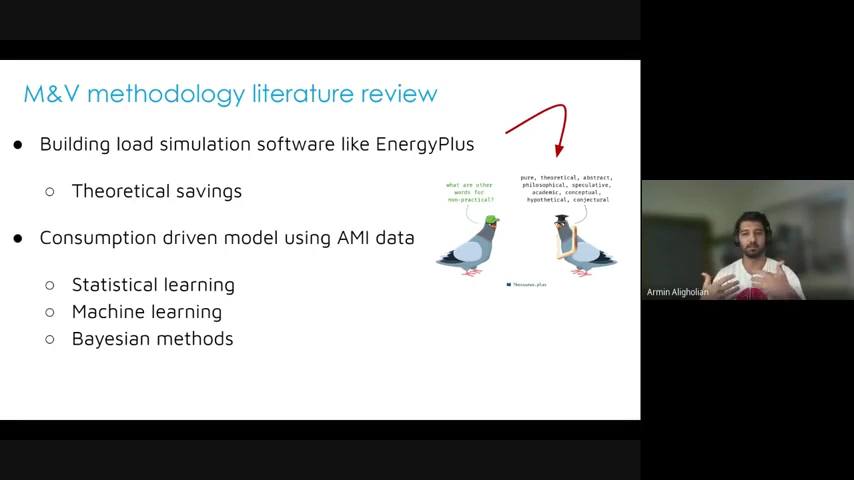 M&V methodology literature review
● Building load simulation software like EnergyPlus
○ Theoretical savings
● Consumption driven model using AMI data
○ Statistical learning
○ Machine learning
○ Bayesian methods
what are other
words for
non-practical?
pure, theoretical, abstract,
philosophical, speculative,
academic, conceptual,
hypothetical, conjectural
Thesaurus.plus
Armin Aligholian